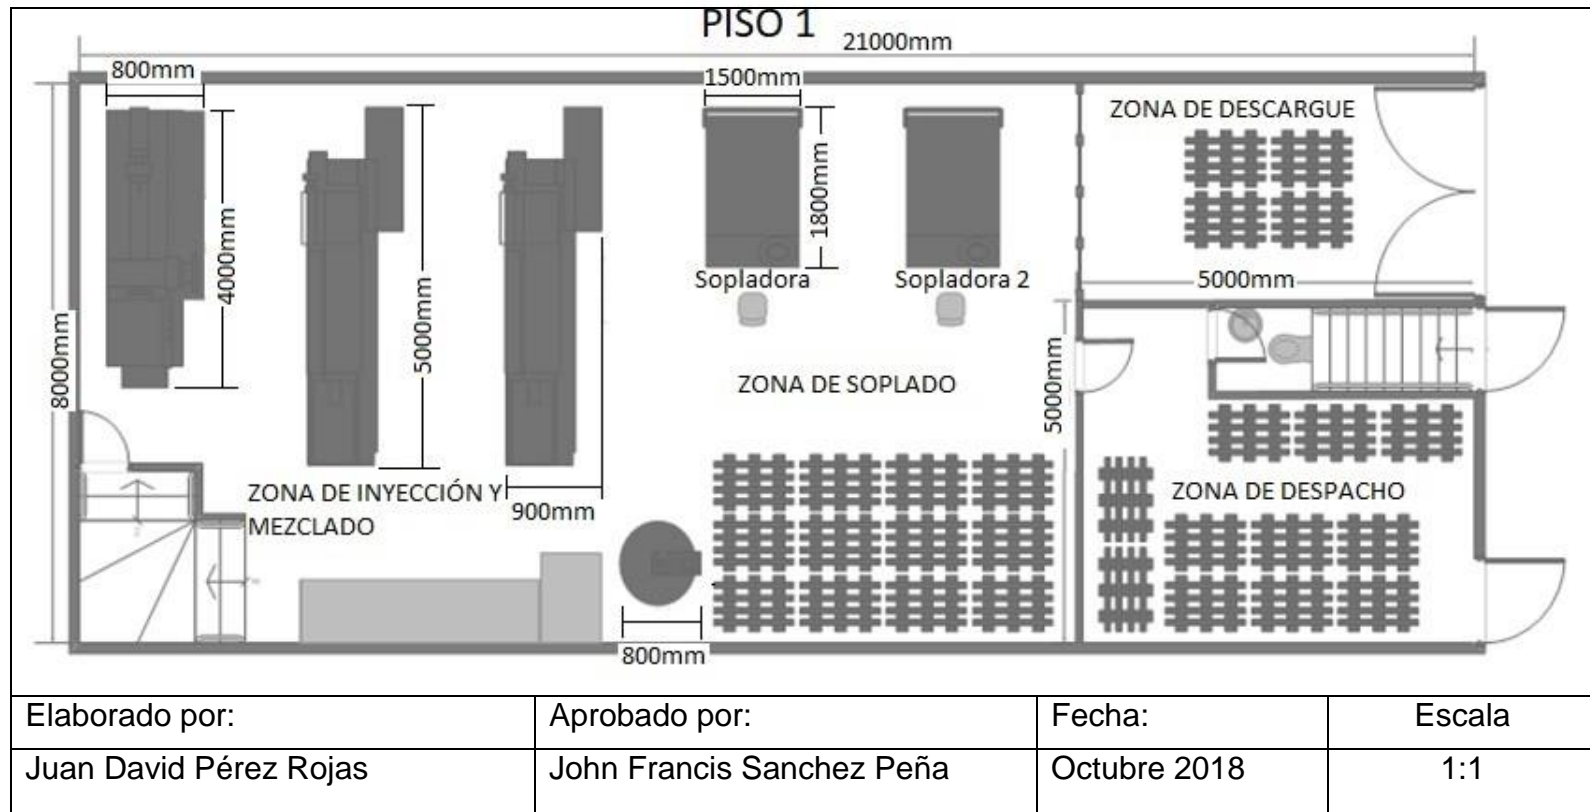 PISO 1
21000mm
800mm
1500mm
ZONA DE DESCARGUE
1800mm
4000mm
5000mm
8000mm
Sopladora
Sopladora 2
5000mm
5000mm
ZONA DE SOPLADO
ZONA DE INYECCIÓN Y
MEZCLADO
900mm
ZONA DE DESPACHO
800mm
Elaborado por:
Aprobado por:
Fecha:
Escala
Juan David Pérez Rojas
John Francis Sanchez Peña
Octubre 2018
1:1